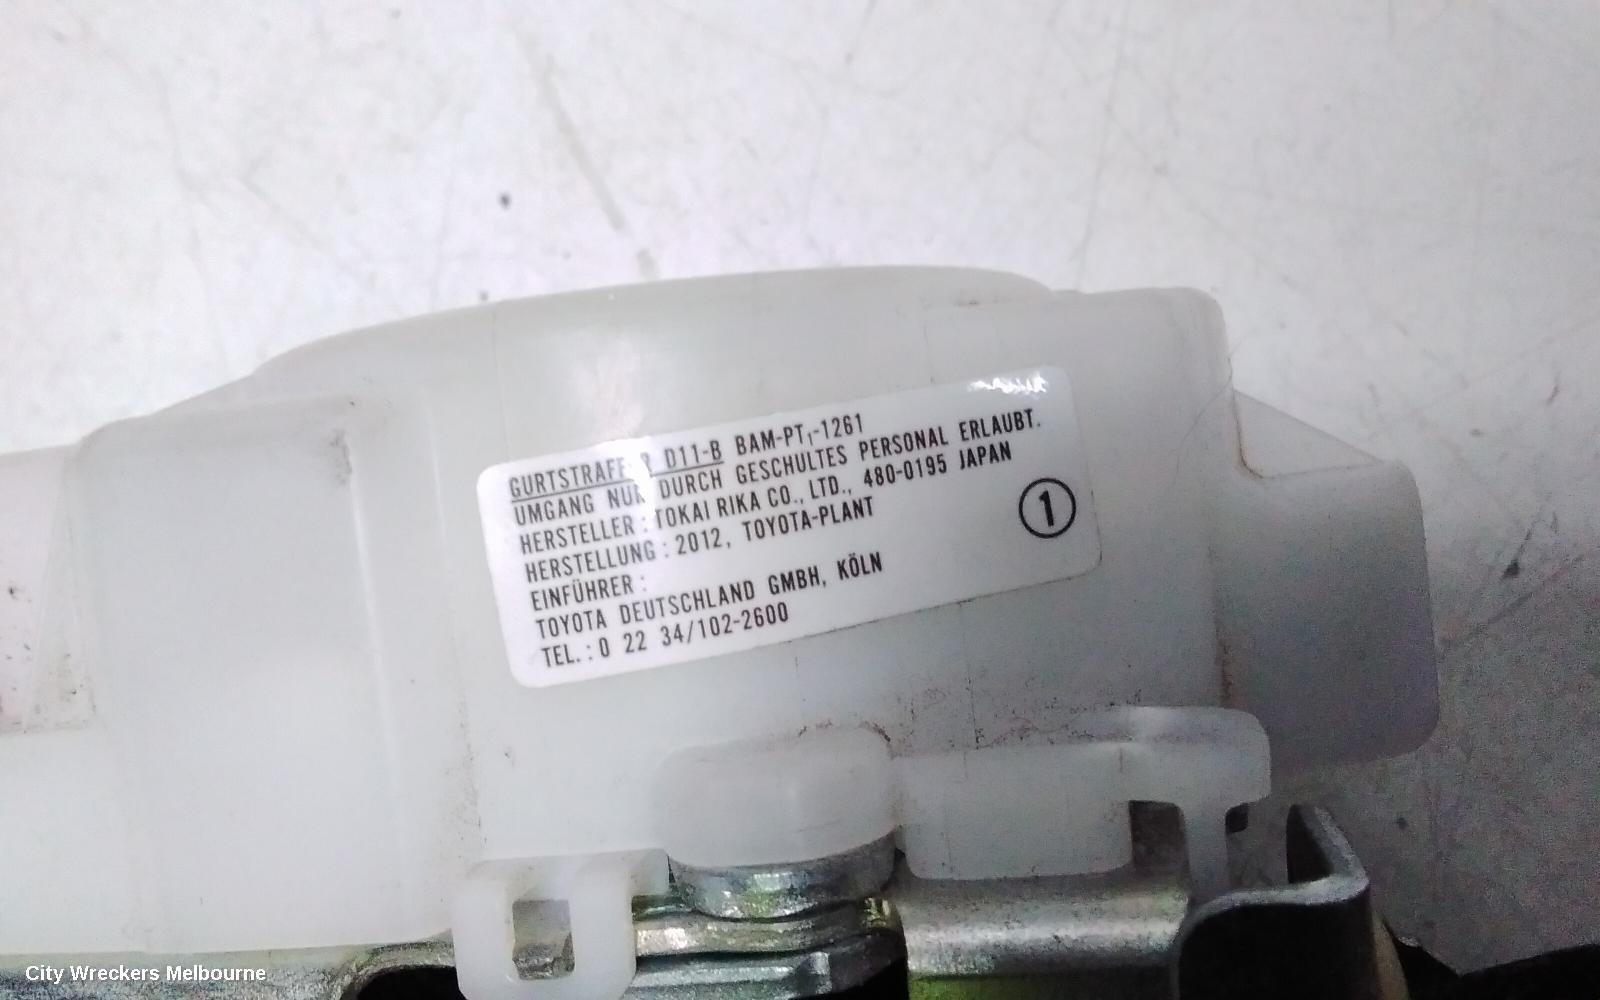 GURTSTRAFFER D11-B BAM-PT₁-1261
UMGANG NUR DURCH GESCHULTES PERSONAL ERLAUBT.
HERSTELLER : TOKAI RIKA CO., LTD., 480-0195 JAPAN
HERSTELLUNG : 2012, TOYOTA-PLANT
EINFÜHRER :
TOYOTA DEUTSCHLAND GMBH, KÖLN
TEL. : 0 22 34/102-2600
1
City Wreckers Melbourne